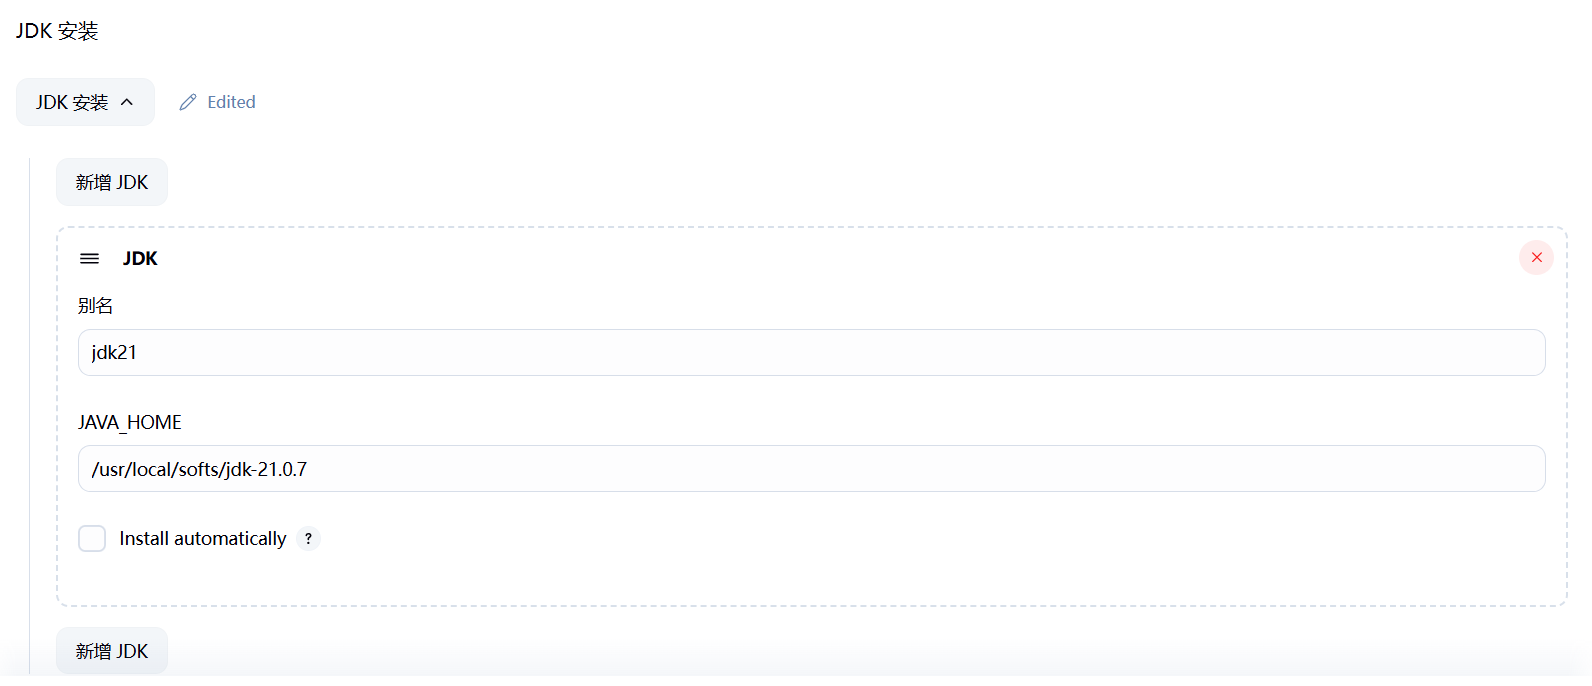 JDK 安装
JDK 安装
Edited
新增 JDK
JDK
别名
jdk21
JAVA_HOME
/usr/local/softs/jdk-21.0.7
Install automatically ?
新增 JDK